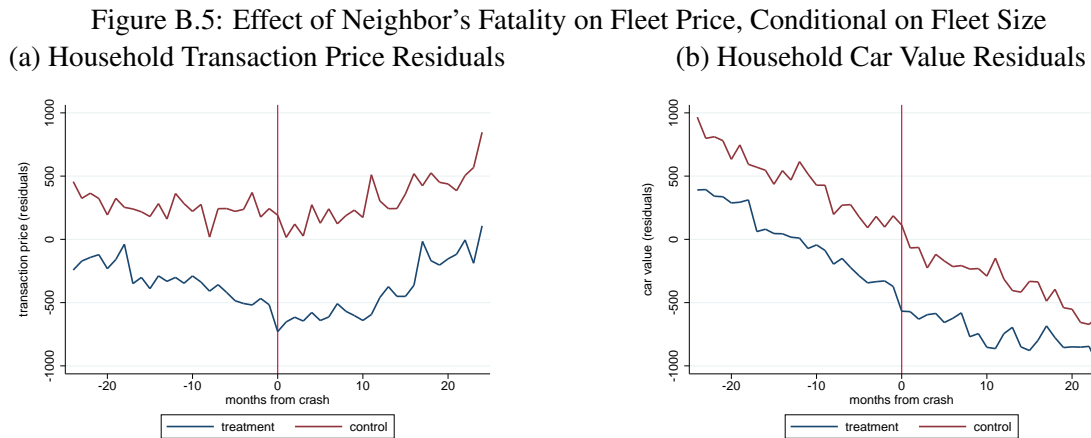 Figure B.5: Effect of Neighbor's Fatality on Fleet Price, Conditional on Fleet Size
(a) Household Transaction Price Residuals
(b) Household Car Value Residuals
transaction price (residuals)
1000
500
0
-500
-1000
-20 -10 0 10 20
months from crash
treatment control
car value (residuals)
1000
500
0
-500
-1000
-20 -10 0 10 20
months from crash
treatment control